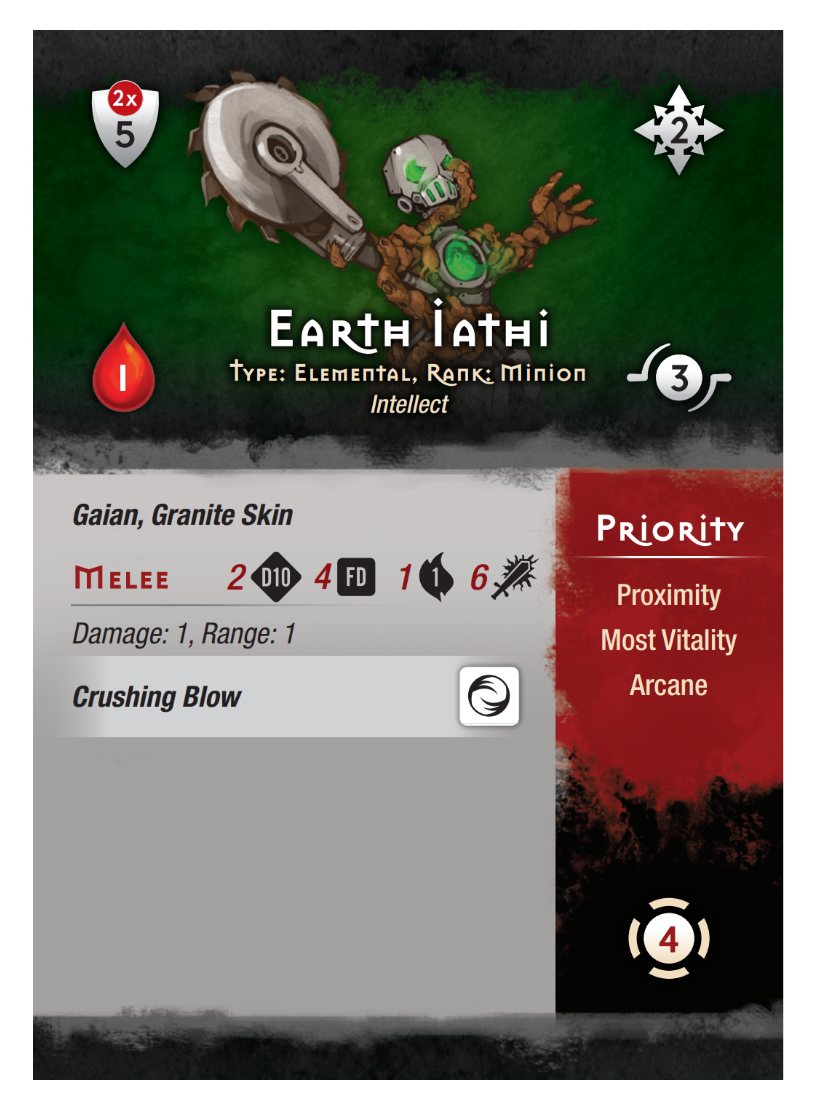 2x
5
2
Earth Iathi
1
Type: Elemental, Rank: Minion
3
Intellect
Gaian, Granite Skin
Priority
Melee 2 D10 4 FD 1 1 6
Proximity
Damage: 1, Range: 1
Most Vitality
Crushing Blow
Arcane
4